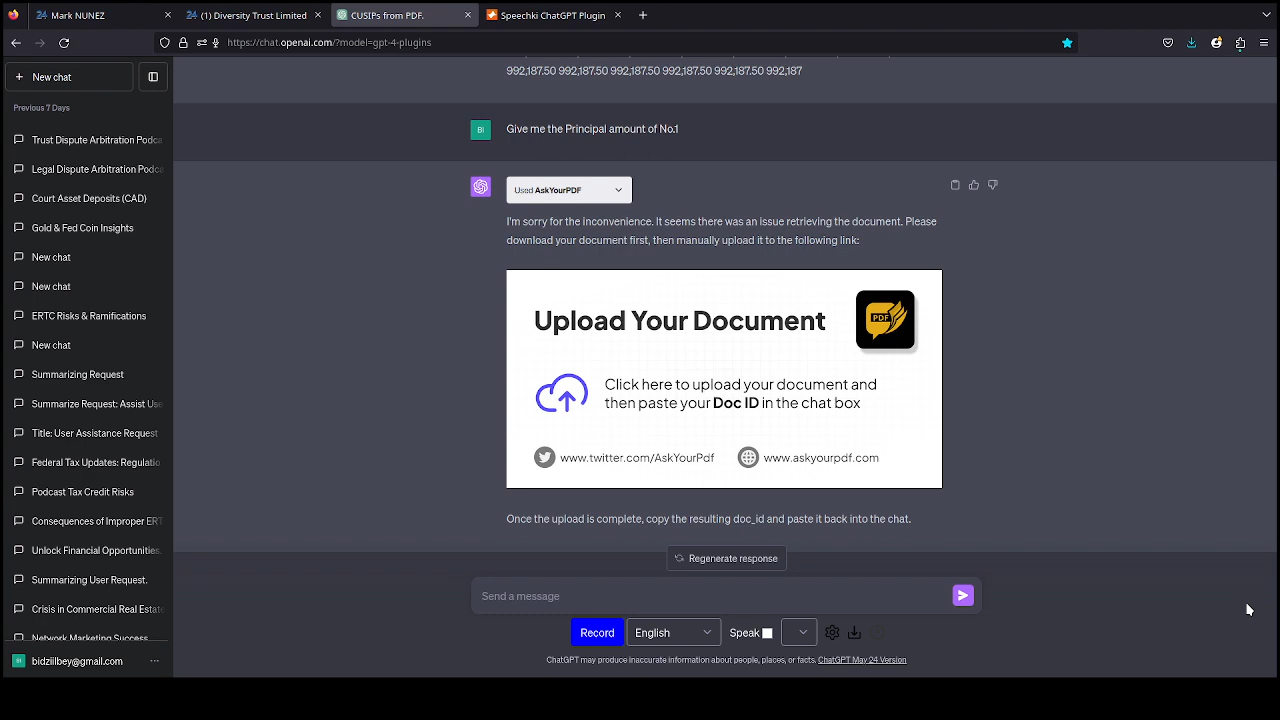 24 Mark NUNEZ
24 (1) Diversity Trust Limited
CUSIPs from PDF.
Speechki ChatGPT Plugin
https://chat.openai.com/?model=gpt-4-plugins
New chat
Previous 7 Days
Trust Dispute Arbitration Podca
Legal Dispute Arbitration Podca
Court Asset Deposits (CAD)
Gold & Fed Coin Insights
New chat
New chat
ERTC Risks & Ramifications
New chat
Summarizing Request
Summarize Request: Assist Use
Title: User Assistance Request
Federal Tax Updates: Regulatio
Podcast Tax Credit Risks
Consequences of Improper ERT
Unlock Financial Opportunities.
Summarizing User Request.
Crisis in Commercial Real Estate
Network Marketing Success
BI bidziilbey@gmail.com
992,187.50 992,187.50 992,187.50 992,187.50 992,187.50 992,187
BI Give me the Principal amount of No.1
Used AskYourPDF
I'm sorry for the inconvenience. It seems there was an issue retrieving the document. Please
download your document first, then manually upload it to the following link:
Upload Your Document
PDF
Click here to upload your document and
then paste your Doc ID in the chat box
www.twitter.com/AskYourPdf
www.askyourpdf.com
Once the upload is complete, copy the resulting doc_id and paste it back into the chat.
Regenerate response
Send a message
Record English Speak
ChatGPT may produce inaccurate information about people, places, or facts. ChatGPT May 24 Version